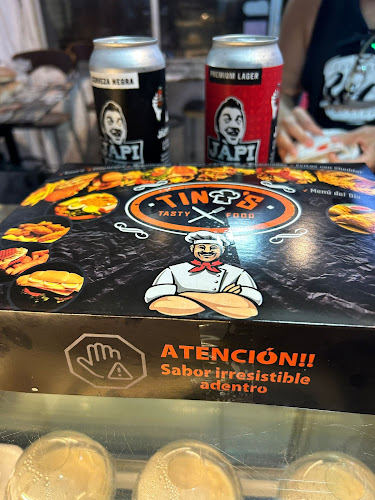 CERVEZA NEGRA
PREMIUM LAGER
JAPI
JAPI
Menú del Día
TINO'S
TASTY FOOD
ATENCIÓN!!
Sabor irresistible
adentro